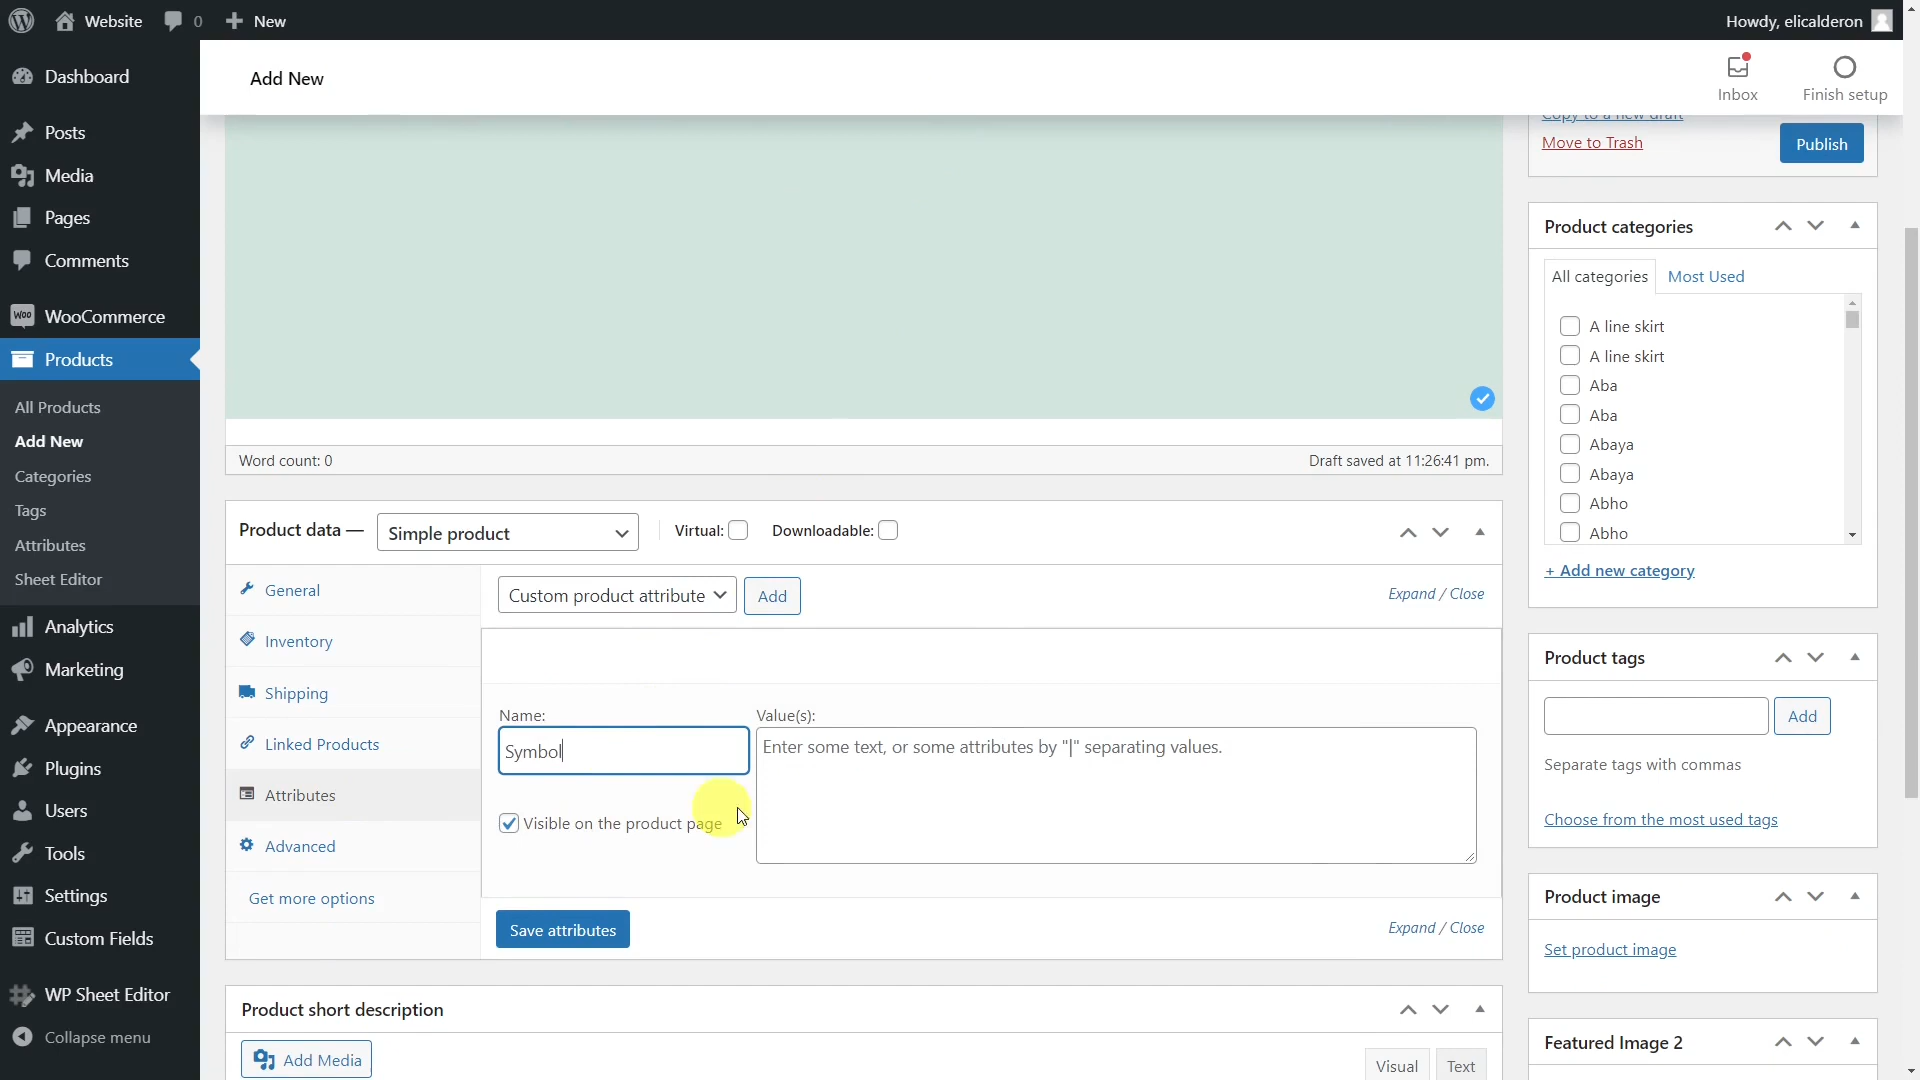 Website
0
New
Howdy, elicalderon
Dashboard
Posts
Media
Pages
Comments
WooCommerce
Products
All Products
Add New
Categories
Tags
Attributes
Sheet Editor
Analytics
Marketing
Appearance
Plugins
Users
Tools
Settings
Custom Fields
WP Sheet Editor
Collapse menu
Add New
Inbox
Finish setup
Word count: 0
Draft saved at 11:26:41 pm.
Product data —
Simple product
Virtual:
Downloadable:
General
Inventory
Shipping
Linked Products
Attributes
Advanced
Get more options
Custom product attribute
Add
Expand / Close
Name:
Value(s):
Symbol
Enter some text, or some attributes by "|" separating values.
Visible on the product page
Save attributes
Expand / Close
Product short description
Add Media
Visual
Text
Copy to a new draft
Move to Trash
Publish
Product categories
All categories
Most Used
A line skirt
A line skirt
Aba
Aba
Abaya
Abaya
Abho
Abho
+ Add new category
Product tags
Add
Separate tags with commas
Choose from the most used tags
Product image
Set product image
Featured Image 2